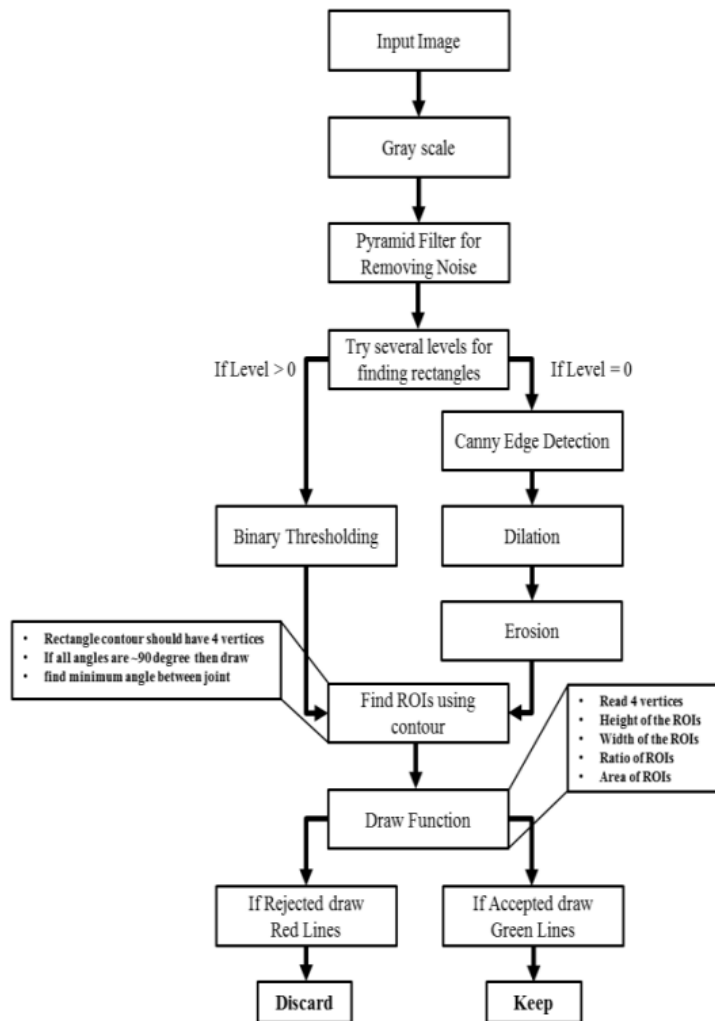 Input Image
Gray scale
Pyramid Filter for
Removing Noise
Try several levels for
finding rectangles
If Level > 0
If Level = 0
Canny Edge Detection
Binary Thresholding
Dilation
Erosion
• Rectangle contour should have 4 vertices
• If all angles are ~90 degree then draw
• find minimum angle between joint
Find ROIs using
contour
• Read 4 vertices
• Height of the ROIs
• Width of the ROIs
• Ratio of ROIs
• Area of ROIs
Draw Function
If Rejected draw
Red Lines
If Accepted draw
Green Lines
Discard
Keep